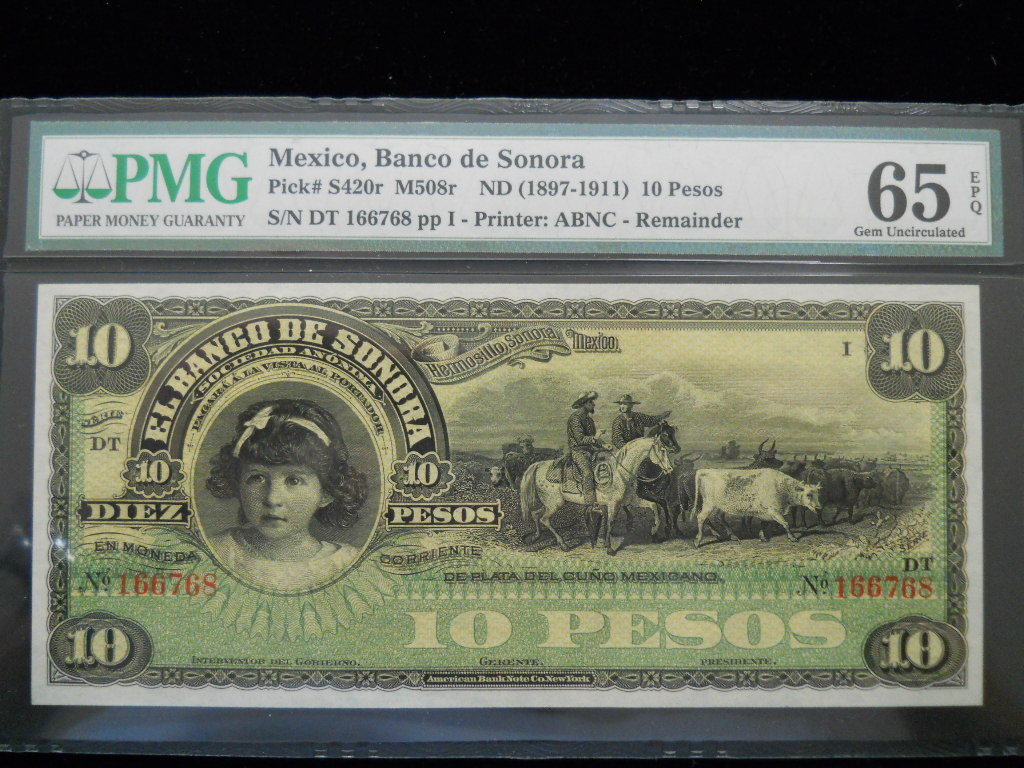 PMG
PAPER MONEY GUARANTY
Mexico, Banco de Sonora
Pick# S420r M508r ND (1897-1911) 10 Pesos
S/N DT 166768 pp I - Printer: ABNC - Remainder
65
EPQ
Gem Uncirculated
10
EL BANCO DE SONORA
SOCIEDAD ANÓNIMA
PAGARÁ Á LA VISTA AL PORTADOR
Hermosillo, Sonora, Mexico,
I
10
SERIE
DT
10
10
DIEZ
PESOS
EN MONEDA
CORRIENTE
DE PLATA DEL CUÑO MEXICANO.
DT
No. 166768
No. 166768
10 PESOS
10
10
INTERVENTOR DEL GOBIERNO.
GERENTE.
PRESIDENTE.
American Bank Note Co. New York